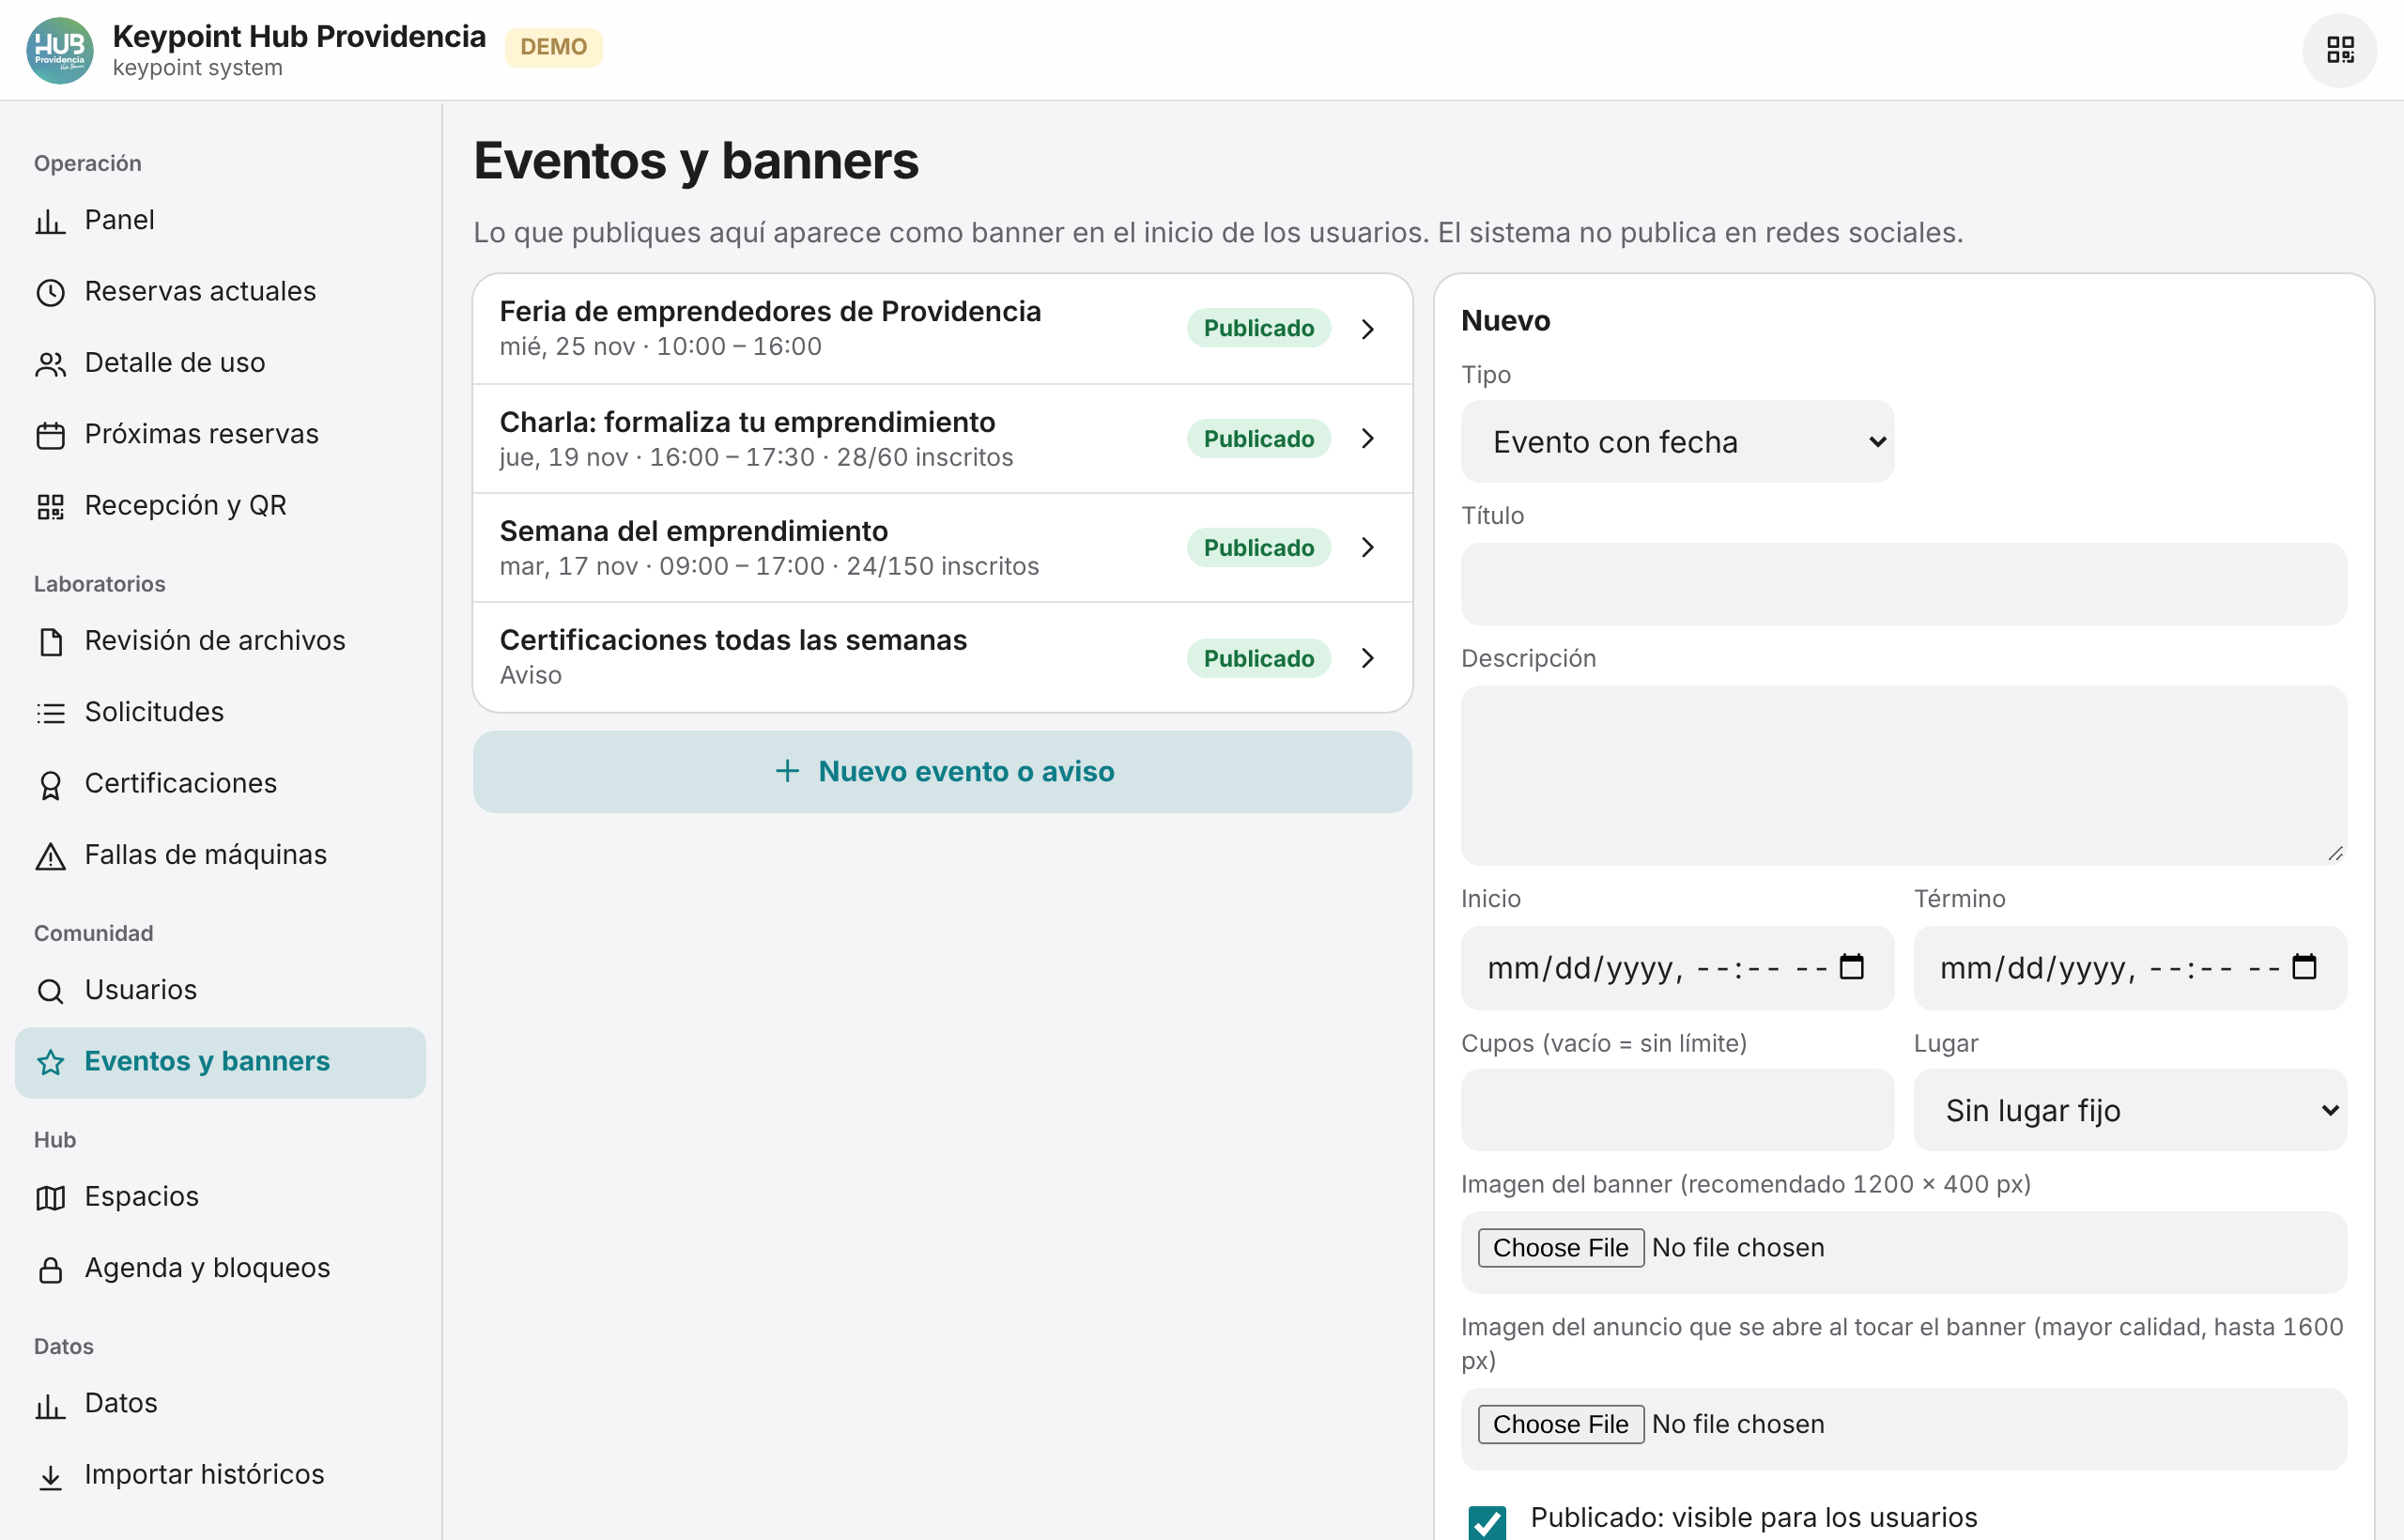 HUB
Providencia
Keypoint Hub Providencia
keypoint system
DEMO
Operación
Panel
Reservas actuales
Detalle de uso
Próximas reservas
Recepción y QR
Laboratorios
Revisión de archivos
Solicitudes
Certificaciones
Fallas de máquinas
Comunidad
Usuarios
Eventos y banners
Hub
Espacios
Agenda y bloqueos
Datos
Datos
Importar históricos
Eventos y banners
Lo que publiques aquí aparece como banner en el inicio de los usuarios. El sistema no publica en redes sociales.
Feria de emprendedores de Providencia
mié, 25 nov · 10:00 – 16:00
Publicado
Charla: formaliza tu emprendimiento
jue, 19 nov · 16:00 – 17:30 · 28/60 inscritos
Publicado
Semana del emprendimiento
mar, 17 nov · 09:00 – 17:00 · 24/150 inscritos
Publicado
Certificaciones todas las semanas
Aviso
Publicado
+ Nuevo evento o aviso
Nuevo
Tipo
Evento con fecha
Título
Descripción
Inicio
Término
mm/dd/yyyy, --:-- --
mm/dd/yyyy, --:-- --
Cupos (vacío = sin límite)
Lugar
Sin lugar fijo
Imagen del banner (recomendado 1200 × 400 px)
Choose File No file chosen
Imagen del anuncio que se abre al tocar el banner (mayor calidad, hasta 1600
px)
Choose File No file chosen
Publicado: visible para los usuarios